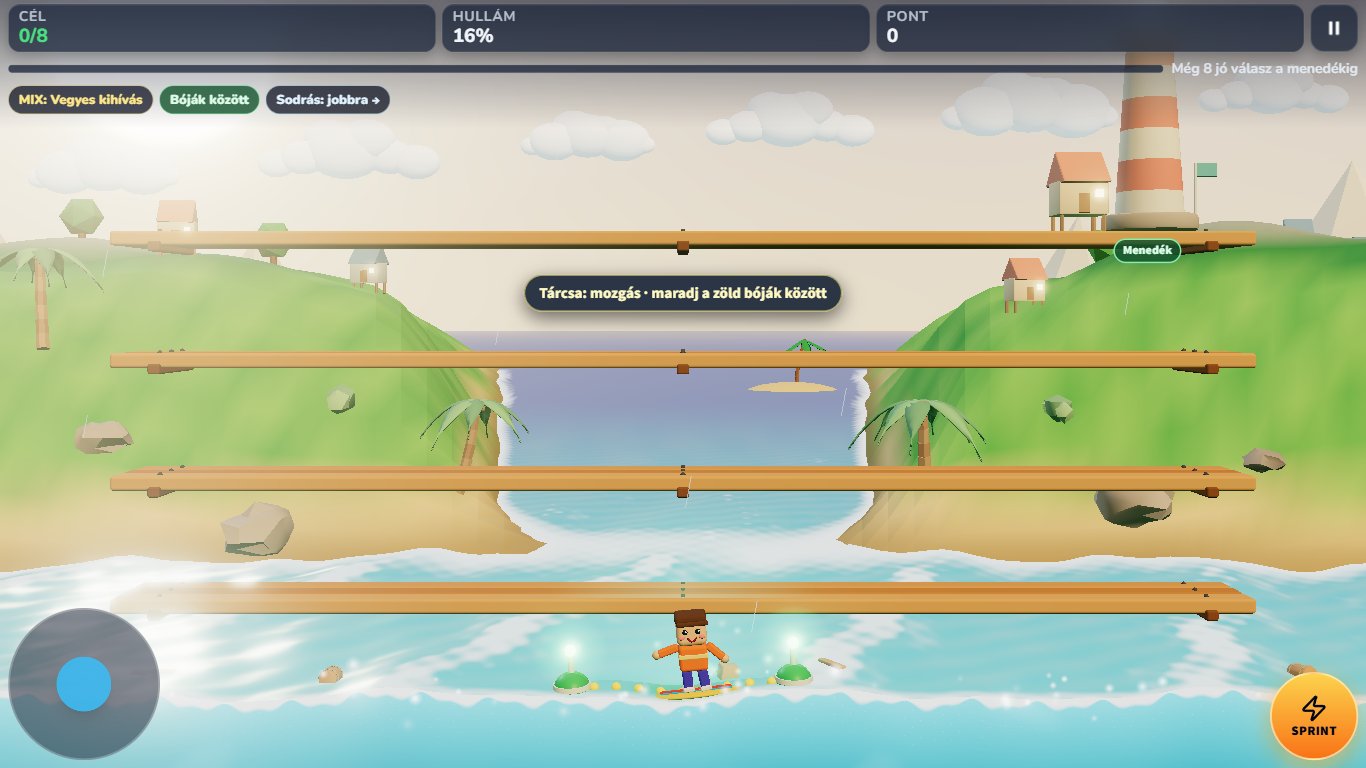 CÉL
0/8
HULLÁM
16%
PONT
0
Még 8 jó válasz a menedékig
MIX: Vegyes kihívás
Bóják között
Sodrás: jobbra →
Menedék
Tárcsa: mozgás · maradj a zöld bóják között
SPRINT